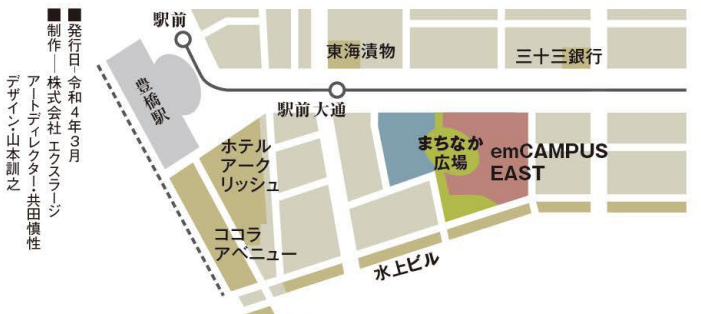 ■発行日―令和4年3月
■制作―株式会社 エクスラージ
アートディレクター・共田慎性
デザイン・山本訓之
駅前
豊橋駅
東海漬物
三十三銀行
駅前大通
ホテル
アーク
リッシュ
まちなか
広場
emCAMPUS
EAST
ココラ
アベニュー
水上ビル